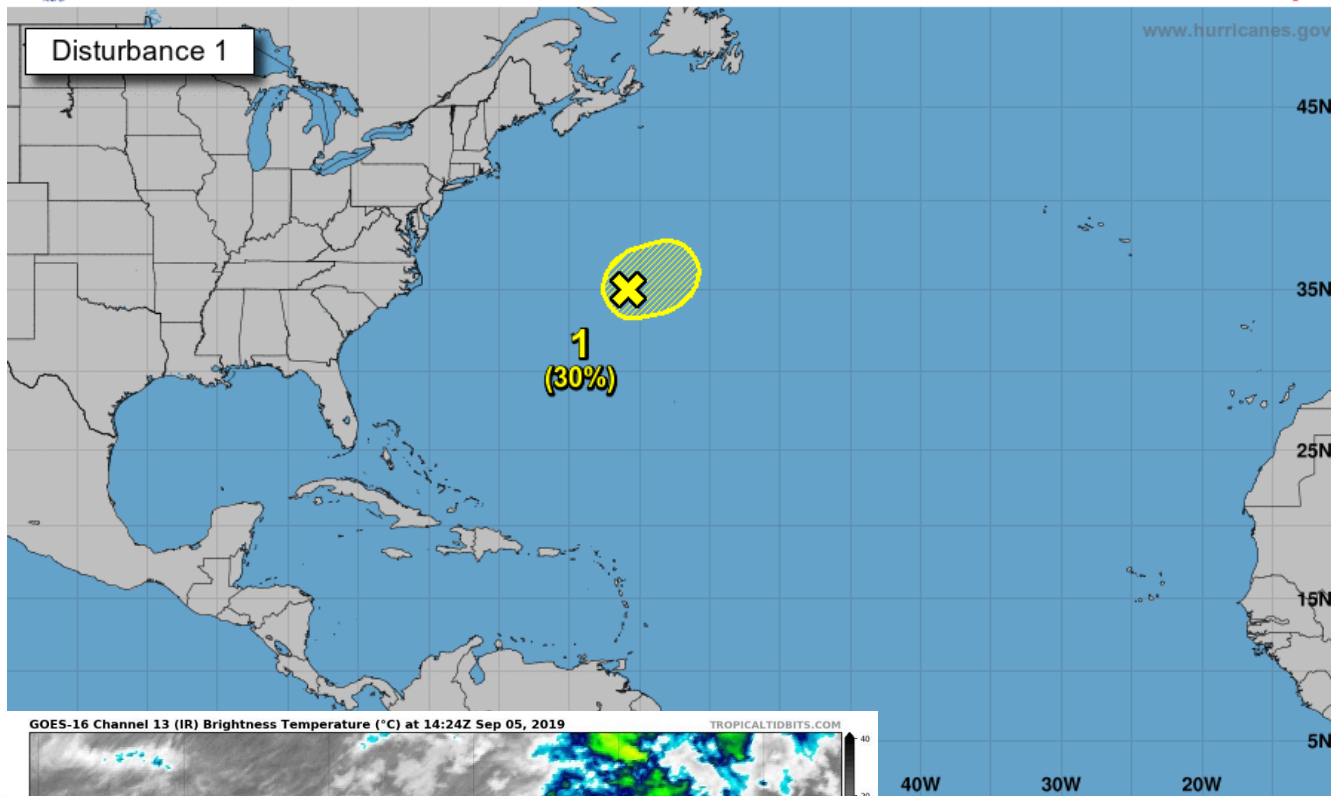 Disturbance 1
www.hurricanes.gov
45N
35N
1
(30%)
25N
15N
5N
GOES-16 Channel 13 (IR) Brightness Temperature (°C) at 14:24Z Sep 05, 2019
TROPICALTIDBITS.COM
40
40W
30W
20W